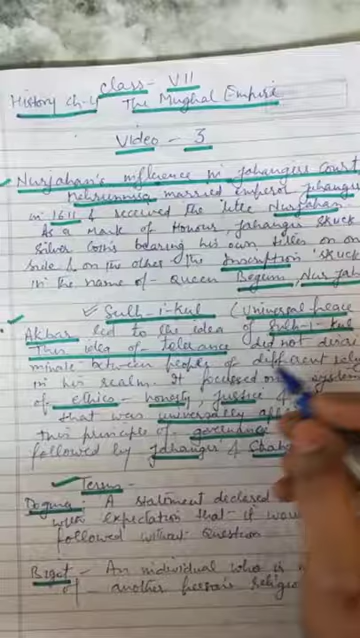 Class - VII
History Ch-4 The Mughal Empire
Video - 3
Nurjahan's influence in Jahangir's Court
Mehrunnisa married emperor Jahangir
in 1611 & received the title Nurjahan
As a mark of Honour, Jahangir struck
Silver Coins bearing his own titles on on
side & on the other the Inscription struck
in the name of - Queen Begum, Nur Jah
Sulh-i-kul (Universal peace
Akbar led to the idea of Sulh-i-kul
This idea of tolerance did not discri
minate between people of different reli
in his realm. It focused on a system
of ethics - honesty, justice &
that was universally
this principle of governance
followed by Jahangir & Shah
Terms -
Dogma: A statement declared
with expectation that it wou
followed without question
Bigot - An individual who is
of another person's religio